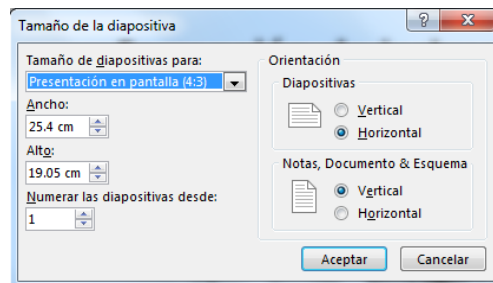 Tamaño de la diapositiva
Tamaño de diapositivas para:
Presentación en pantalla (4:3)
Ancho:
25.4 cm
Alto:
19.05 cm
Numerar las diapositivas desde:
1
Orientación
Diapositivas
Vertical
Horizontal
Notas, Documento & Esquema
Vertical
Horizontal
Aceptar
Cancelar